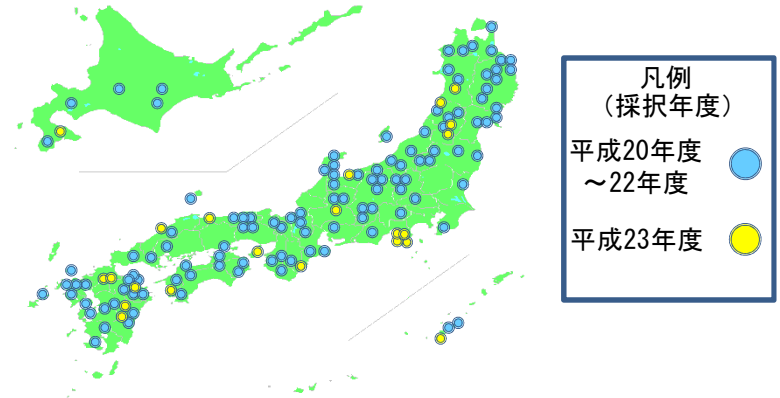 凡例
（採択年度）
平成20年度
～22年度
平成23年度